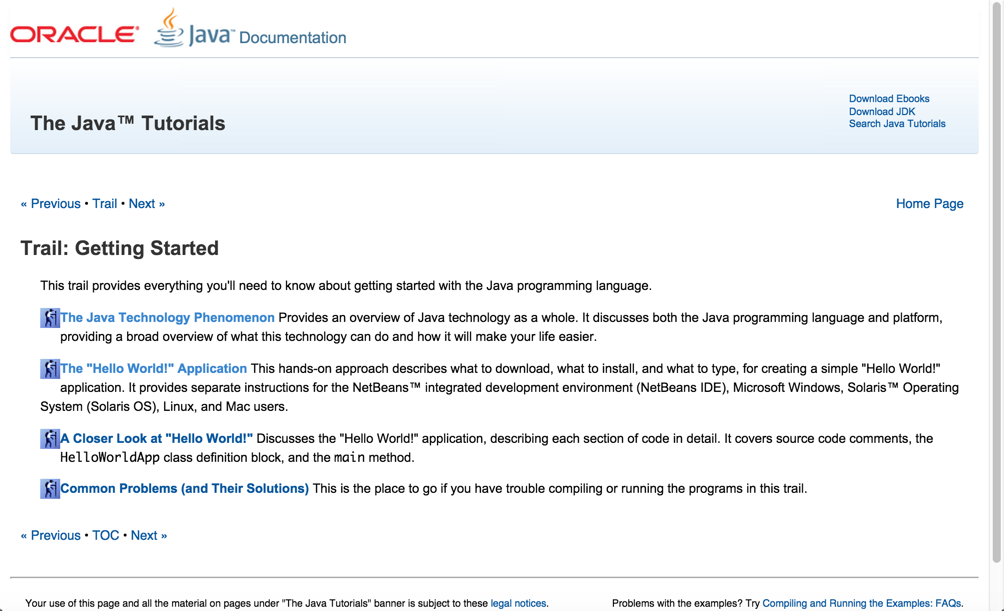 ORACLE® Java™ Documentation
The Java™ Tutorials
Download Ebooks
Download JDK
Search Java Tutorials
« Previous • Trail • Next »
Home Page
Trail: Getting Started
This trail provides everything you'll need to know about getting started with the Java programming language.
The Java Technology Phenomenon Provides an overview of Java technology as a whole. It discusses both the Java programming language and platform,
providing a broad overview of what this technology can do and how it will make your life easier.
The "Hello World!" Application This hands-on approach describes what to download, what to install, and what to type, for creating a simple "Hello World!"
application. It provides separate instructions for the NetBeans™ integrated development environment (NetBeans IDE), Microsoft Windows, Solaris™ Operating
System (Solaris OS), Linux, and Mac users.
A Closer Look at "Hello World!" Discusses the "Hello World!" application, describing each section of code in detail. It covers source code comments, the
HelloWorldApp class definition block, and the main method.
Common Problems (and Their Solutions) This is the place to go if you have trouble compiling or running the programs in this trail.
« Previous • TOC • Next »
Your use of this page and all the material on pages under "The Java Tutorials" banner is subject to these legal notices.
Problems with the examples? Try Compiling and Running the Examples: FAQs.